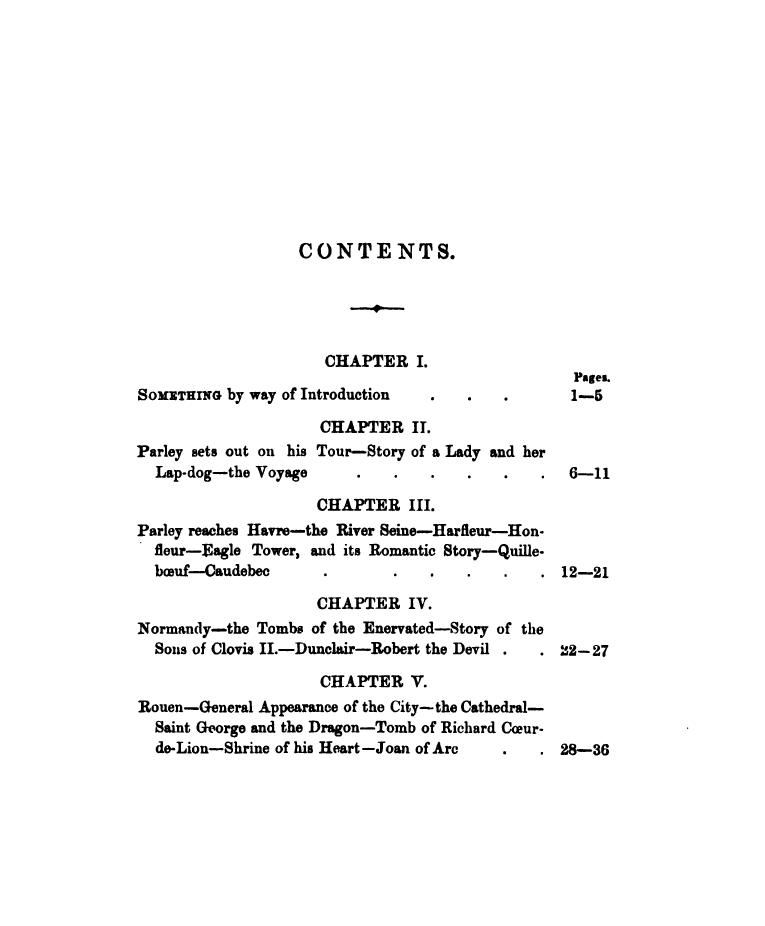 CONTENTS.
CHAPTER I.
Pages.
SOMETHING by way of Introduction . . . 1—5
CHAPTER II.
Parley sets out on his Tour—Story of a Lady and her
Lap-dog—the Voyage . . . . . . 6—11
CHAPTER III.
Parley reaches Havre—the River Seine—Harfleur—Hon-
fleur—Eagle Tower, and its Romantic Story—Quille-
bœuf—Caudebec . . . . . . 12—21
CHAPTER IV.
Normandy—the Tombs of the Enervated—Story of the
Sons of Clovis II.—Dunclair—Robert the Devil . . 22—27
CHAPTER V.
Rouen—General Appearance of the City—the Cathedral—
Saint George and the Dragon—Tomb of Richard Cœur-
de-Lion—Shrine of his Heart—Joan of Arc . . 28—36